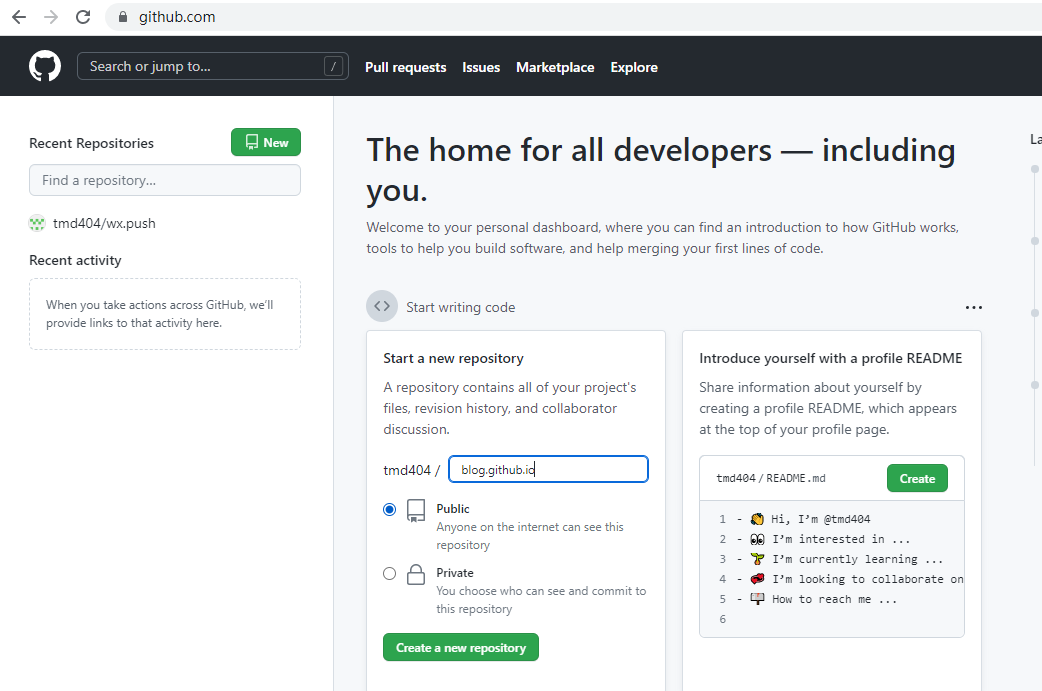 github.com
Search or jump to...
/
Pull requests
Issues
Marketplace
Explore
Recent Repositories
New
Find a repository...
tmd404/wx.push
Recent activity
When you take actions across GitHub, we'll
provide links to that activity here.
The home for all developers — including
you.
Welcome to your personal dashboard, where you can find an introduction to how GitHub works,
tools to help you build software, and help merging your first lines of code.
<> Start writing code
...
Start a new repository
A repository contains all of your project's
files, revision history, and collaborator
discussion.
tmd404 / blog.github.io
Public
Anyone on the internet can see this
repository
Private
You choose who can see and commit to
this repository
Create a new repository
Introduce yourself with a profile README
Share information about yourself by
creating a profile README, which appears
at the top of your profile page.
tmd404 / README.md
Create
1 - 👋 Hi, I'm @tmd404
2 - 👀 I'm interested in ...
3 - 🌱 I'm currently learning ...
4 - 💞️ I'm looking to collaborate on
5 - 📫 How to reach me ...
6
La